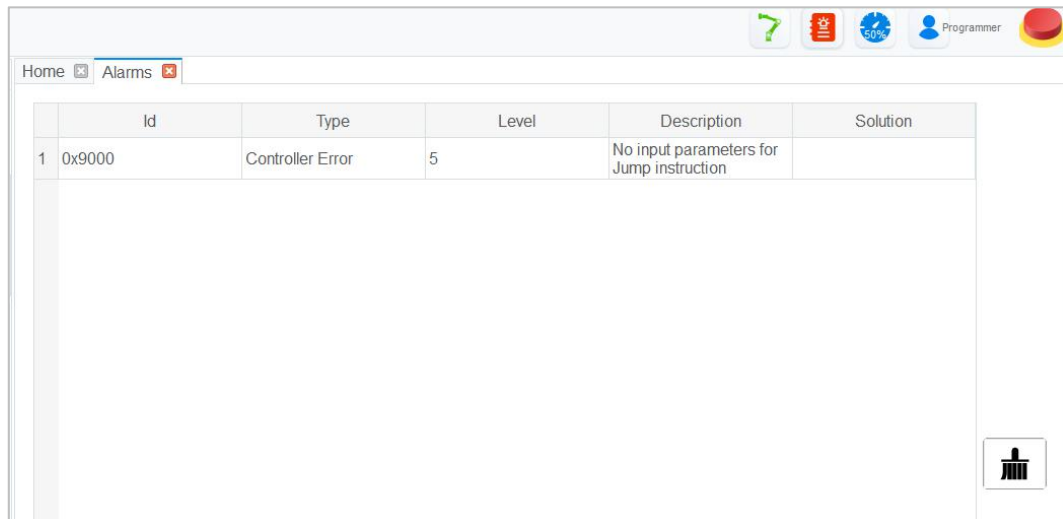 50%
Programmer
Home
Alarms
Id Type Level Description Solution
1 0x9000 Controller Error 5 No input parameters for
Jump instruction